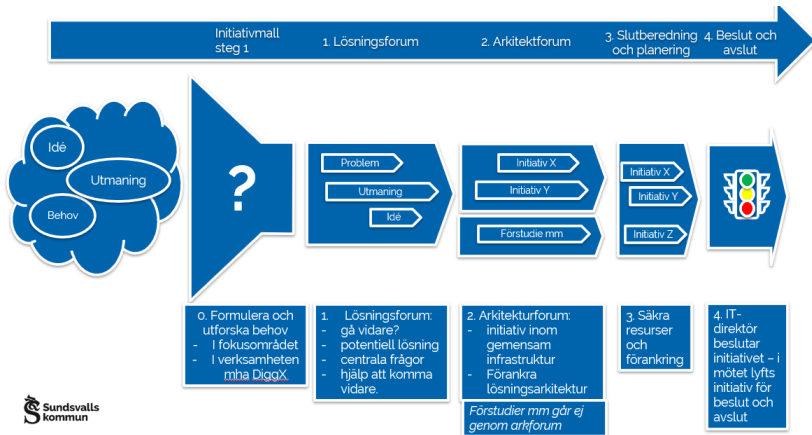 Initiativmall
steg 1
1. Lösningsforum
2. Arkitektforum
3. Slutberedning
och planering
4. Beslut och
avslut
Idé
Utmaning
Behov
?
Problem
Utmaning
Idé
Initiativ X
Initiativ Y
Förstudie mm
Initiativ X
Initiativ Y
Initiativ Z
0. Formulera och
utforska behov
- I fokusområdet
- I verksamheten
mha DiggX
1. Lösningsforum:
- gå vidare?
- potentiell lösning
- centrala frågor
- hjälp att komma
vidare.
2. Arkitekturforum:
- initiativ inom
gemensam
infrastruktur
- Förankra
lösningsarkitektur
Förstudier mm går ej
genom arkforum
3. Säkra
resurser
och
förankring
4. IT-
direktör
beslutar
initiativet – i
mötet lyfts
initiativ för
beslut och
avslut
Sundsvalls
kommun